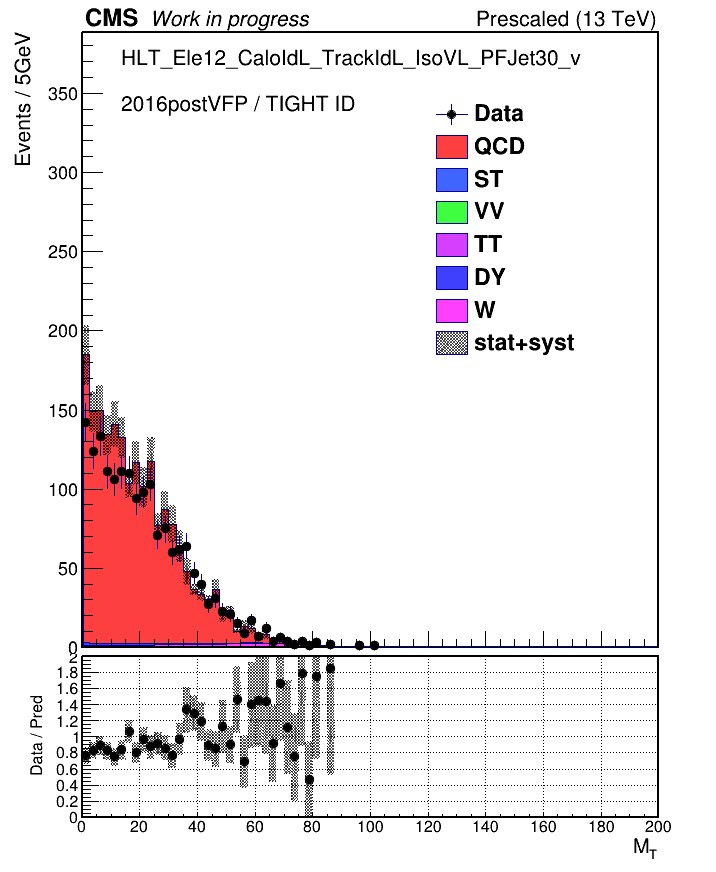 CMS Work in progress Prescaled (13 TeV)
Events / 5GeV
HLT_Ele12_CaloIdL_TrackIdL_IsoVL_PFJet30_v
2016postVFP / TIGHT ID
Data
QCD
ST
VV
TT
DY
W
stat+syst
350
300
250
200
150
100
50
0
Data / Pred
2
1.8
1.6
1.4
1.2
1
0.8
0.6
0.4
0.2
0
0 20 40 60 80 100 120 140 160 180 200
M_T